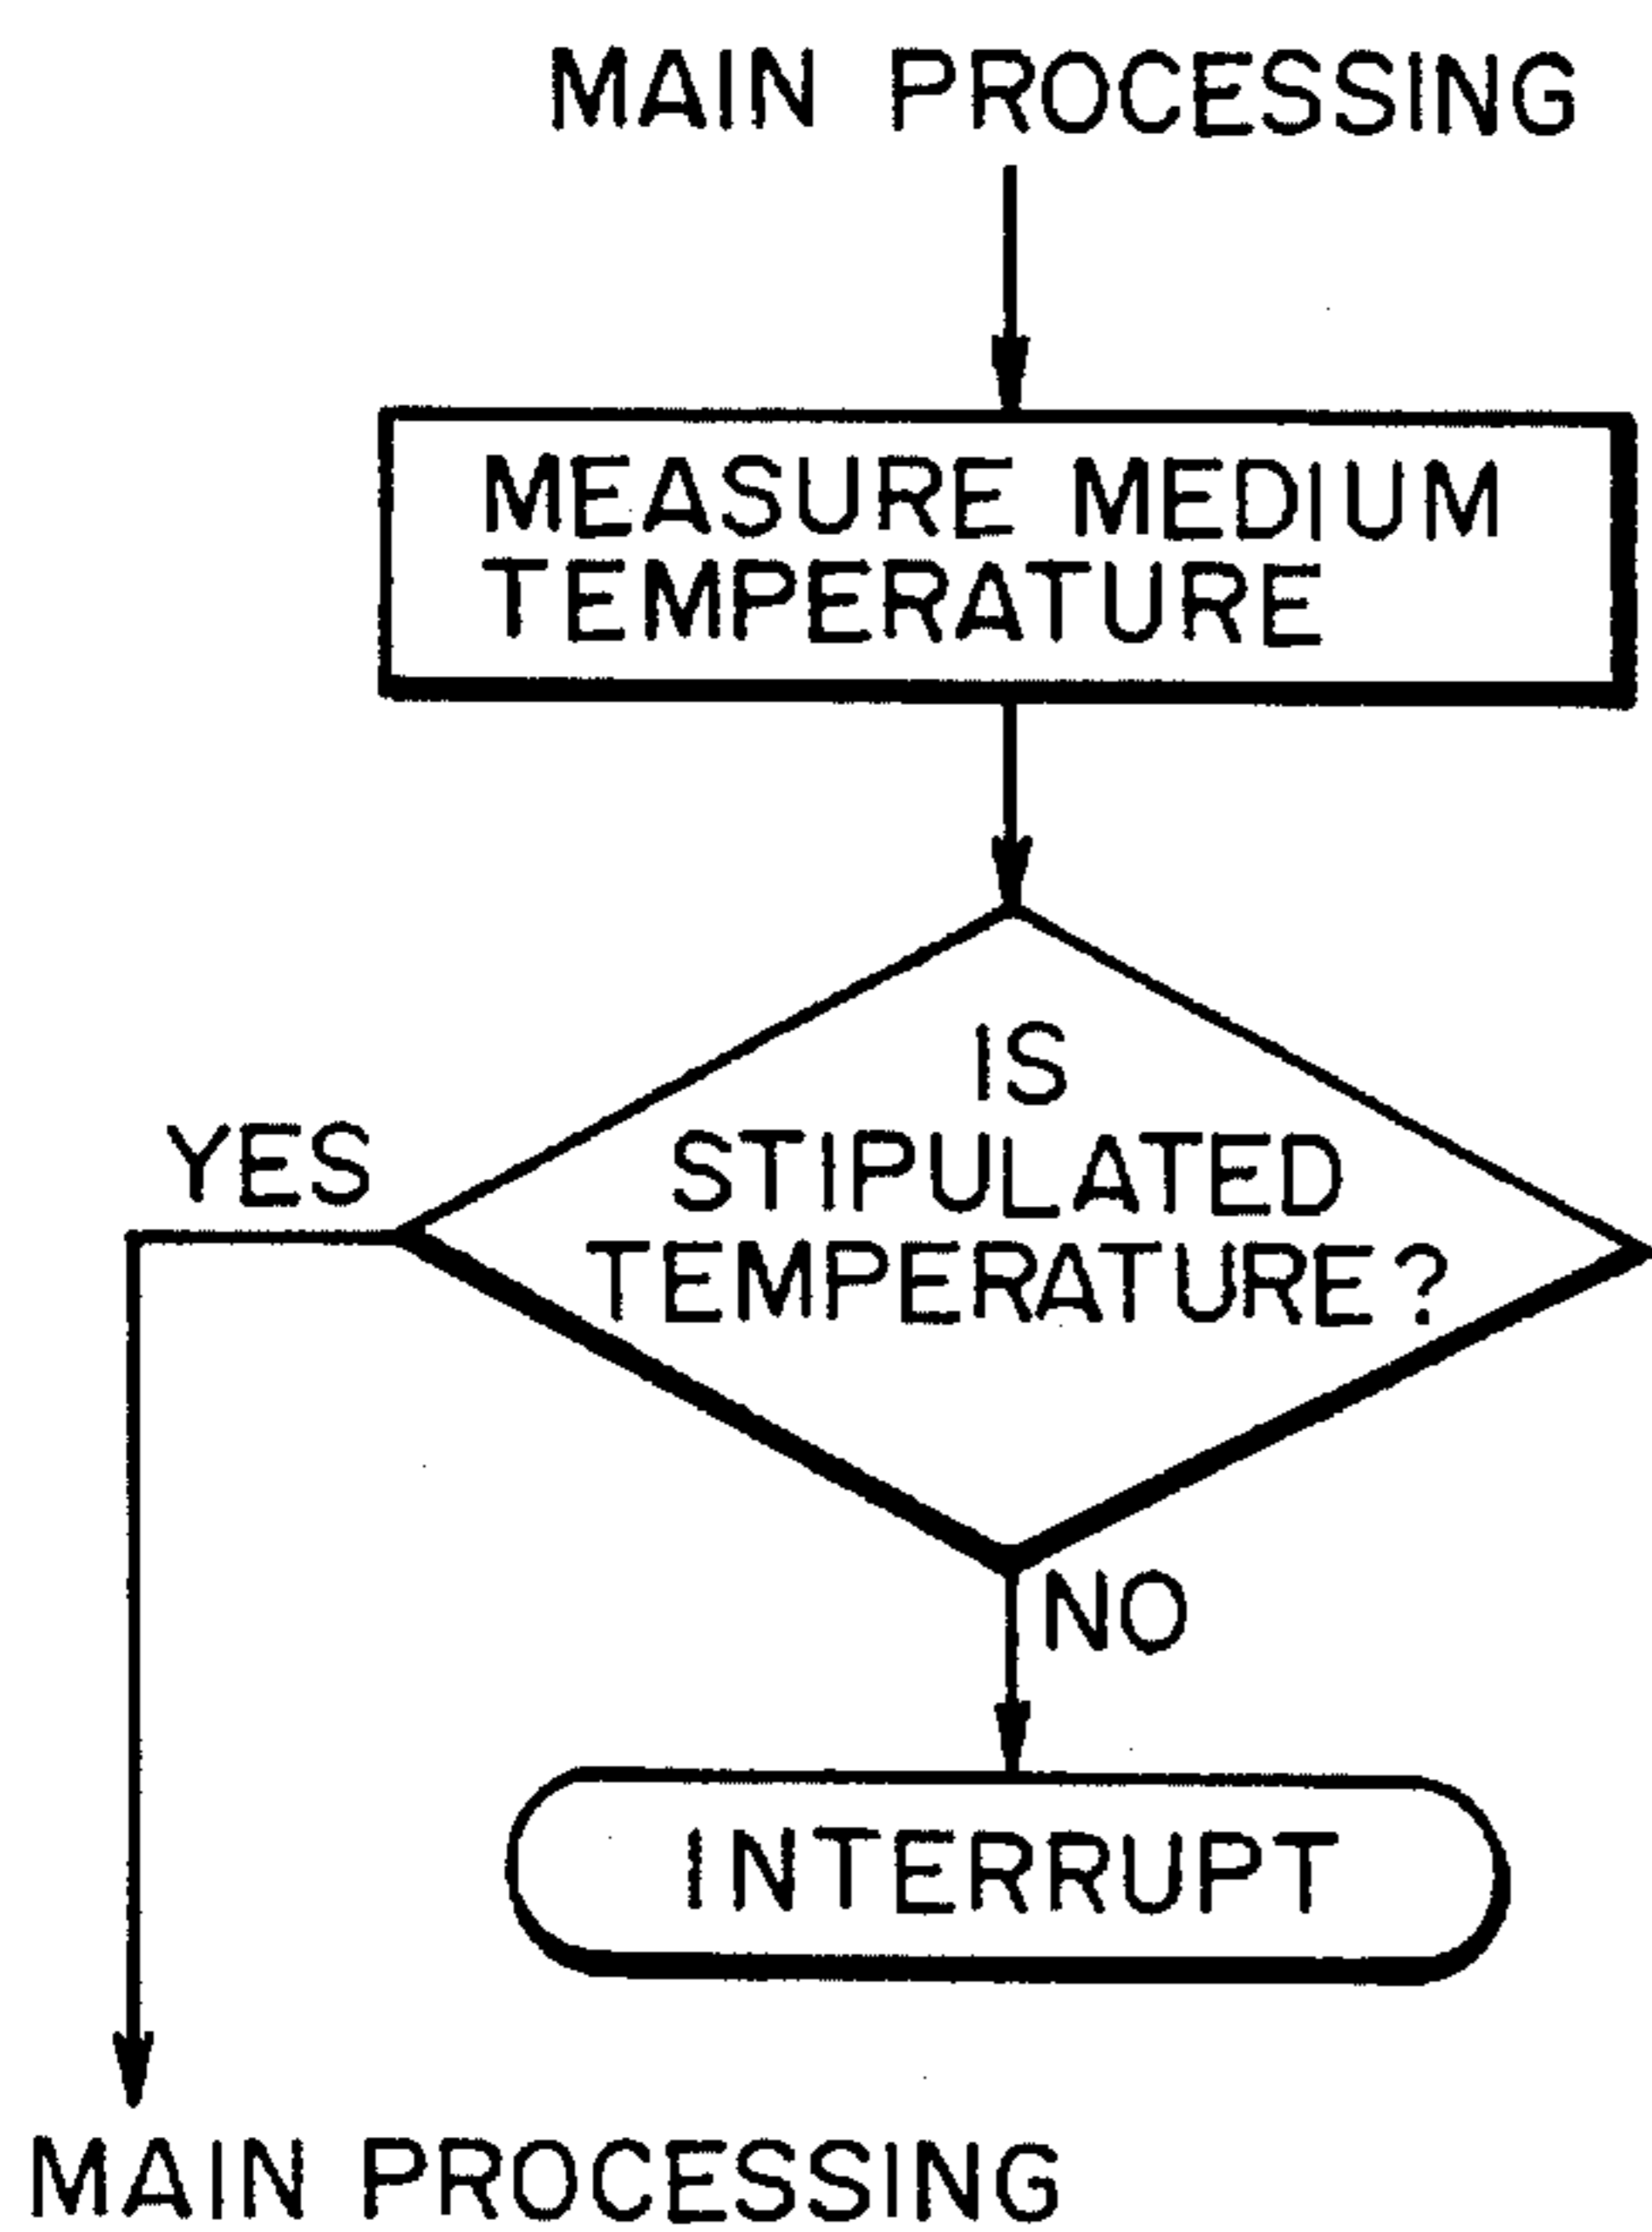 MAIN PROCESSING
MEASURE MEDIUM
TEMPERATURE
IS
STIPULATED
TEMPERATURE?
YES
NO
INTERRUPT
MAIN PROCESSING